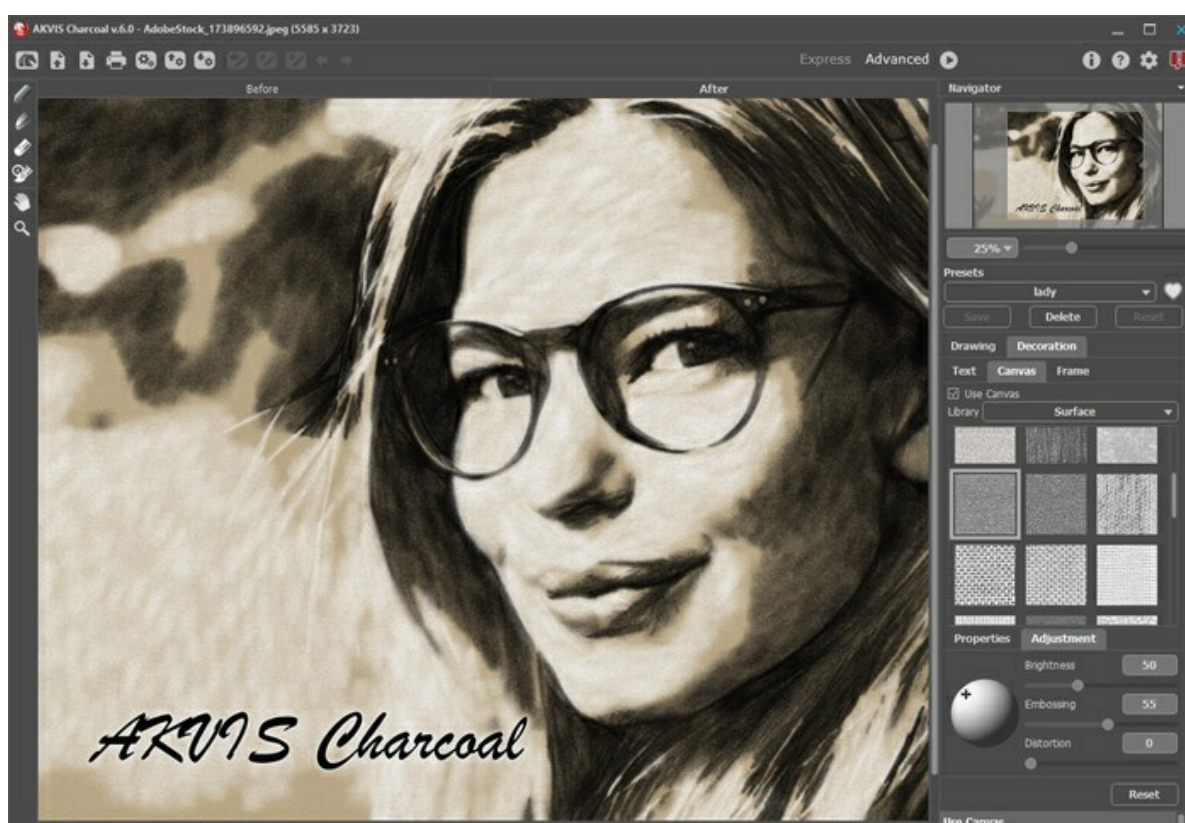 AKVIS Charcoal v.6.0 - AdobeStock_173896592.jpeg (5585 x 3723)
Express Advanced
Before After
Navigator
AKVIS Charcoal
25%
Presets
lady
Save Delete Reset
Drawing Decoration
Text Canvas Frame
Use Canvas
Library Surface
Properties Adjustment
Brightness 50
Embossing 55
Distortion 0
Reset
AKVIS Charcoal
Use Canvas